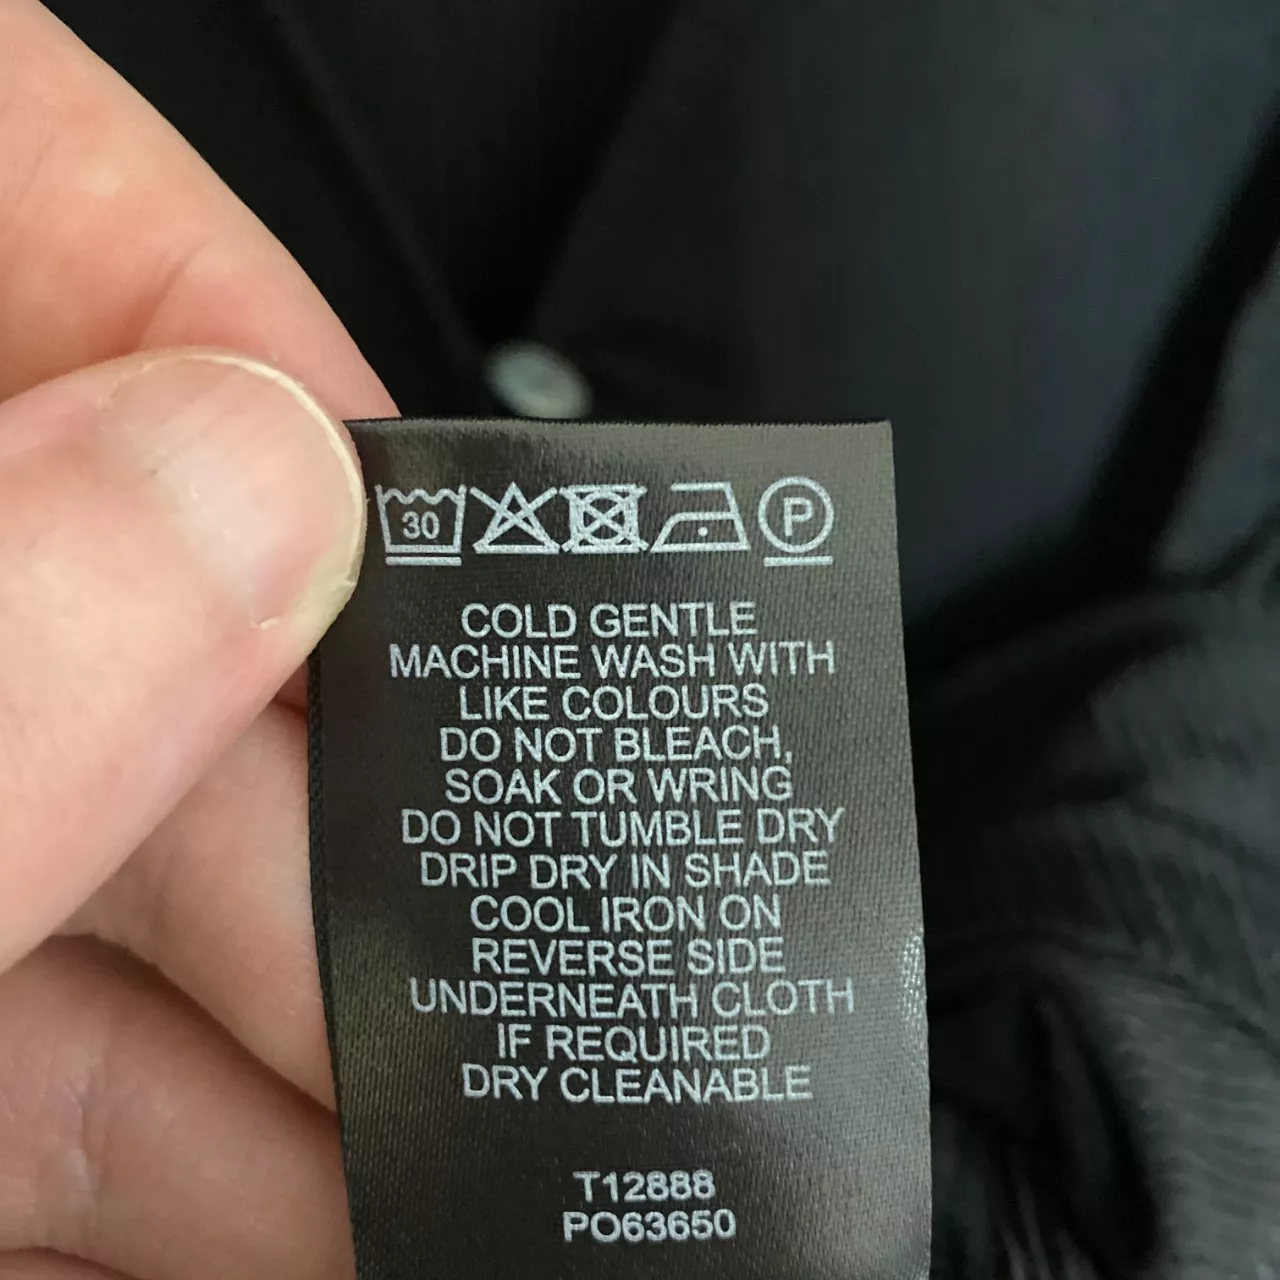 30 P
COLD GENTLE
MACHINE WASH WITH
LIKE COLOURS
DO NOT BLEACH,
SOAK OR WRING
DO NOT TUMBLE DRY
DRIP DRY IN SHADE
COOL IRON ON
REVERSE SIDE
UNDERNEATH CLOTH
IF REQUIRED
DRY CLEANABLE
T12888
PO63650